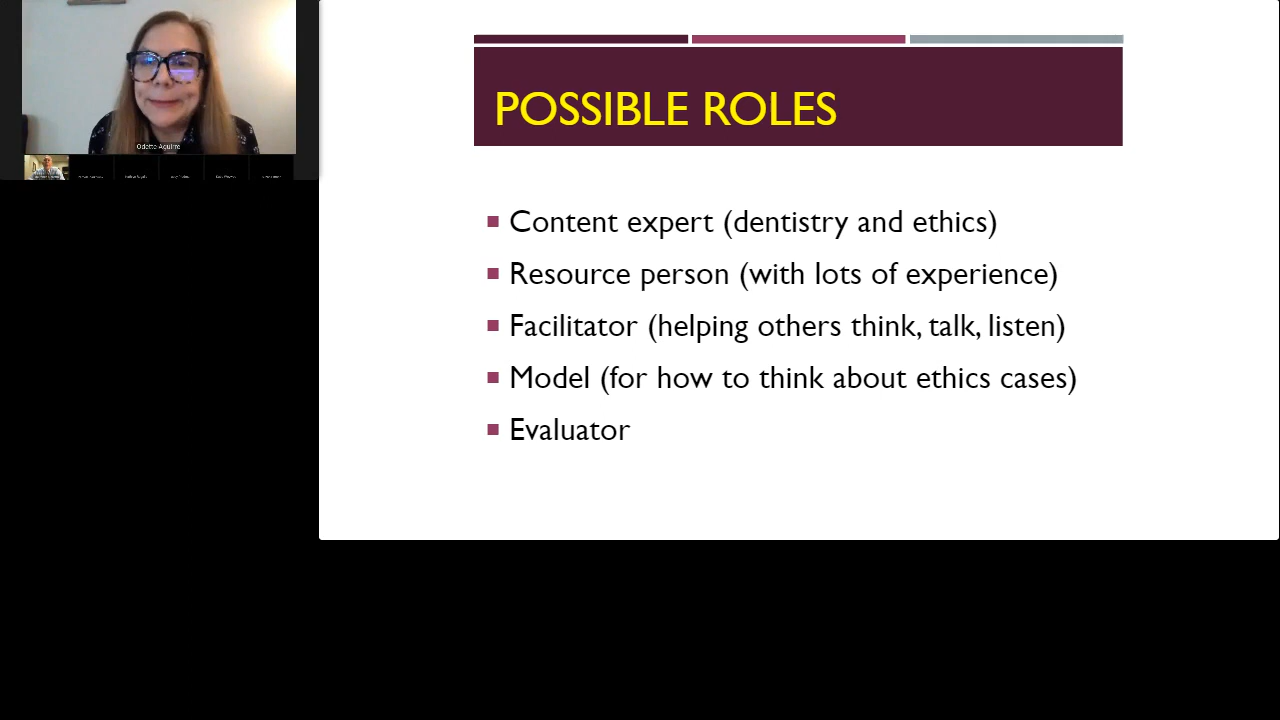 Odette Aguirre
POSSIBLE ROLES
Content expert (dentistry and ethics)
Resource person (with lots of experience)
Facilitator (helping others think, talk, listen)
Model (for how to think about ethics cases)
Evaluator